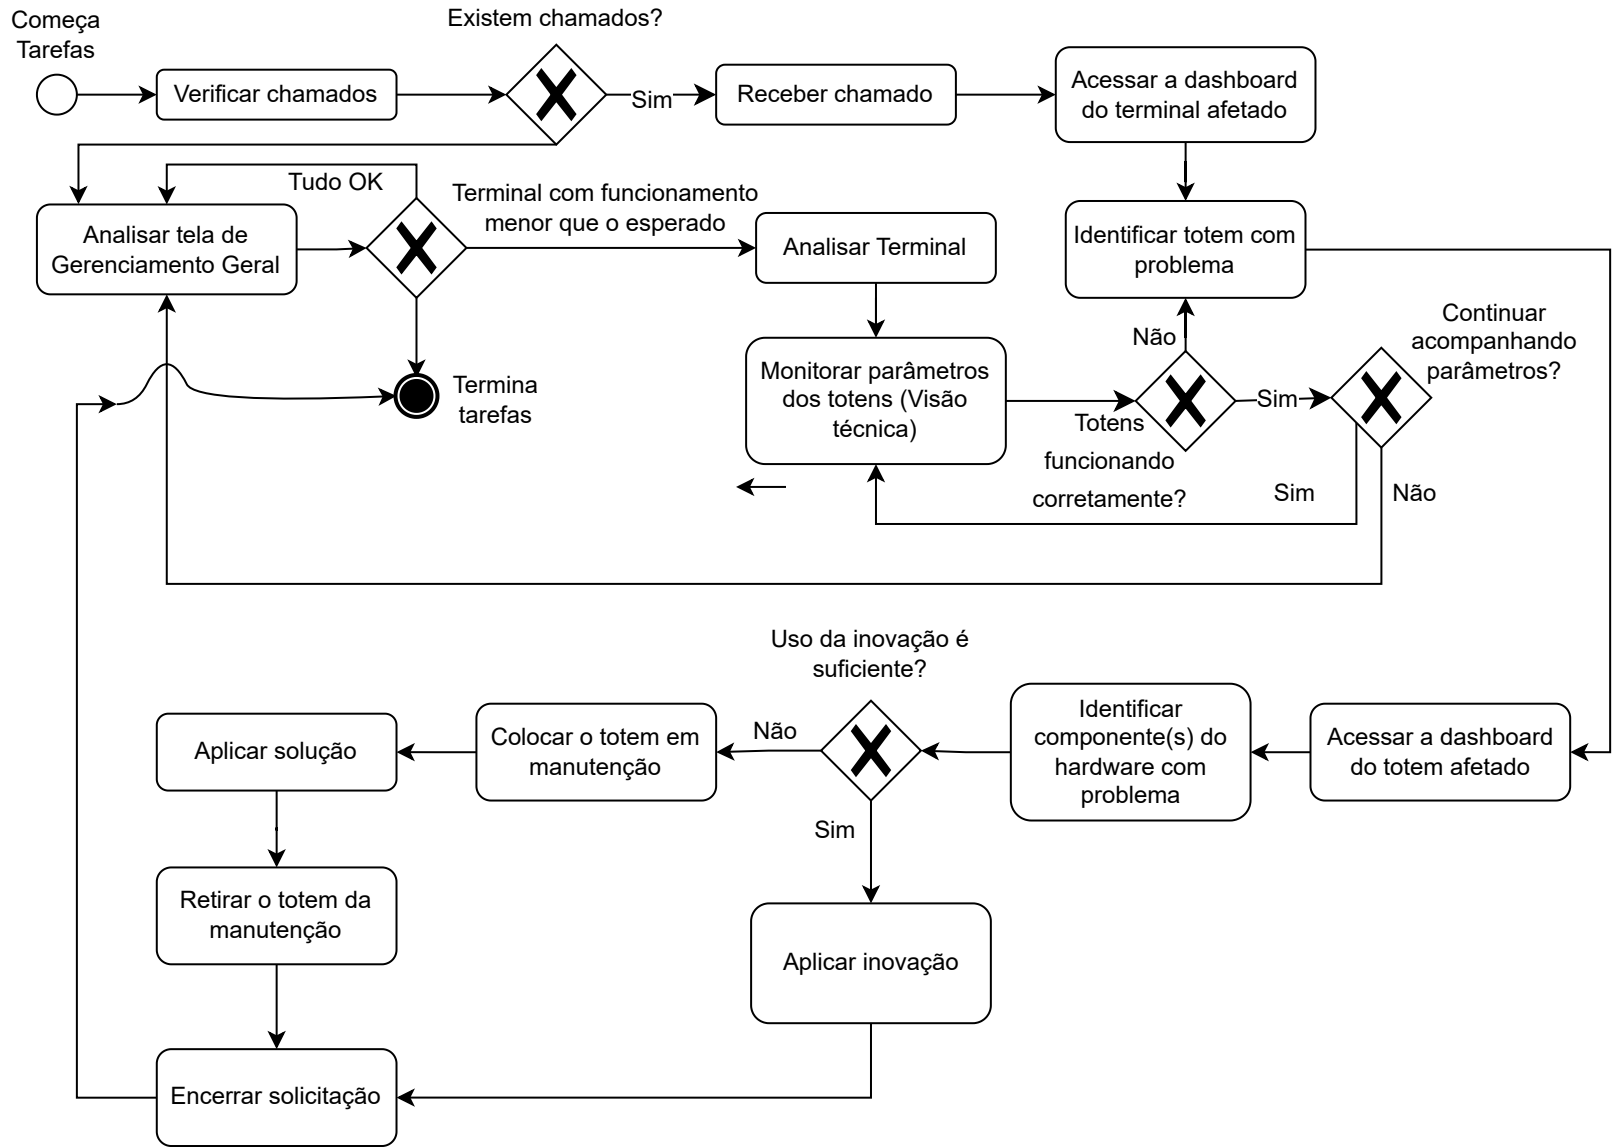 Começa
Tarefas
Existem chamados?
Verificar chamados
Sim
Receber chamado
Acessar a dashboard
do terminal afetado
Tudo OK
Terminal com funcionamento
menor que o esperado
Analisar tela de
Gerenciamento Geral
Analisar Terminal
Identificar totem com
problema
Continuar
acompanhando
parâmetros?
Não
Termina
tarefas
Monitorar parâmetros
dos totens (Visão
técnica)
Sim
Totens
funcionando
corretamente?
Sim
Não
Uso da inovação é
suficiente?
Aplicar solução
Colocar o totem em
manutenção
Não
Identificar
componente(s) do
hardware com
problema
Acessar a dashboard
do totem afetado
Sim
Retirar o totem da
manutenção
Aplicar inovação
Encerrar solicitação